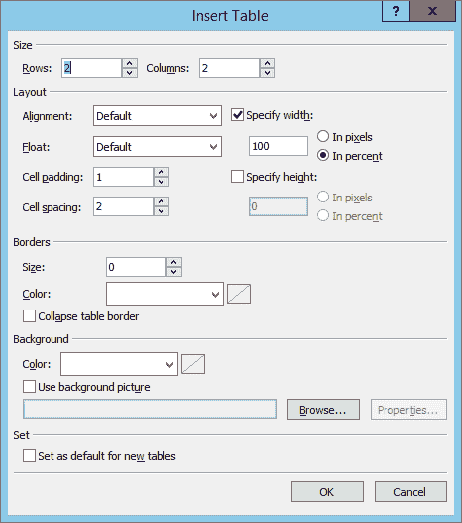 Insert Table
? x
Size
Rows: 2 Columns: 2
Layout
Alignment: Default Specify width:
Float: Default 100 In pixels
In percent
Cell padding: 1 Specify height:
Cell spacing: 2 0 In pixels
In percent
Borders
Size: 0
Color:
Colapse table border
Background
Color:
Use background picture
Browse... Properties...
Set
Set as default for new tables
OK Cancel